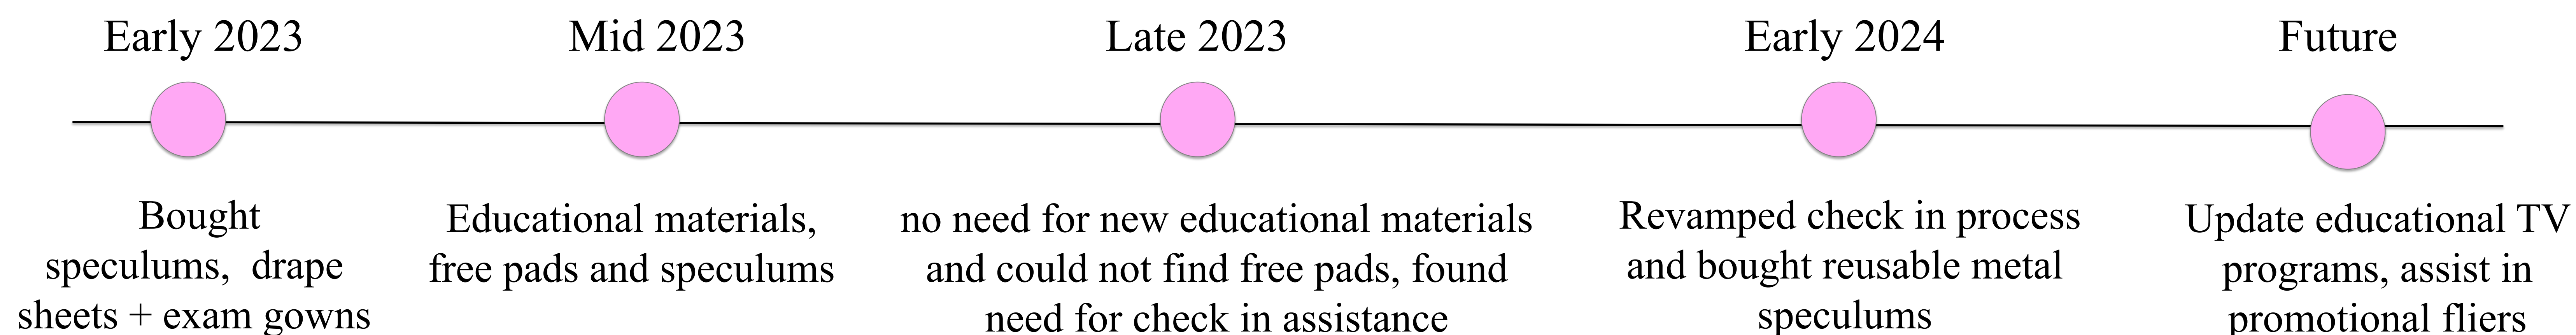 Early 2023
Mid 2023
Late 2023
Early 2024
Future
Bought
speculums,  drape
sheets + exam gowns
Educational materials,
free pads and speculums
no need for new educational materials
and could not find free pads, found
need for check in assistance
Revamped check in process
and bought reusable metal
speculums
Update educational TV
programs, assist in
promotional fliers